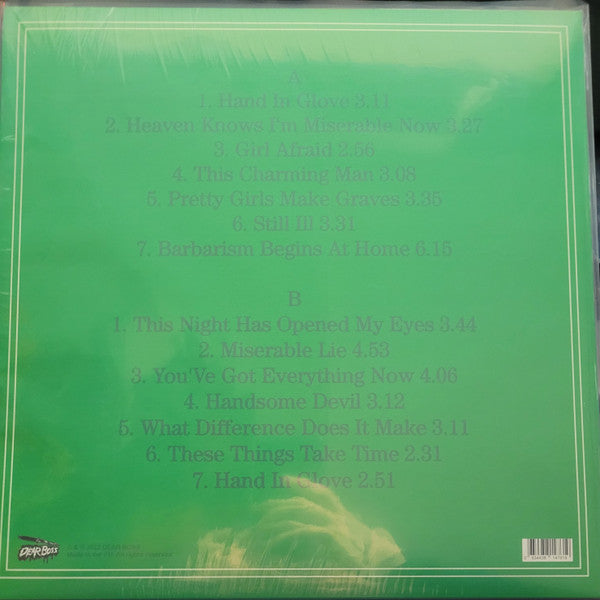 A
1. Hand In Glove 3.11
2. Heaven Knows I'm Miserable Now 3.27
3. Girl Afraid 2.56
4. This Charming Man 3.08
5. Pretty Girls Make Graves 3.35
6. Still Ill 3.31
7. Barbarism Begins At Home 6.15
B
1. This Night Has Opened My Eyes 3.44
2. Miserable Lie 4.53
3. You'Ve Got Everything Now 4.06
4. Handsome Devil 3.12
5. What Difference Does It Make 3.11
6. These Things Take Time 2.31
7. Hand In Glove 2.51
DEAR BOSS